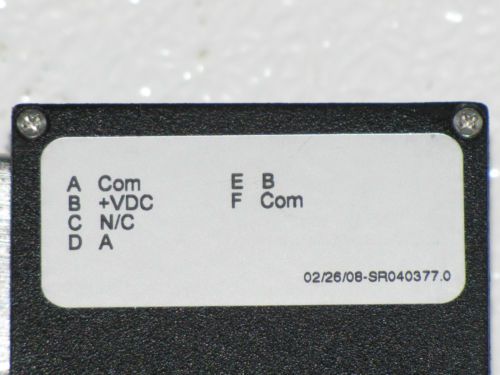 A Com
B +VDC
C N/C
D A
E B
F Com
02/26/08-SR040377.0